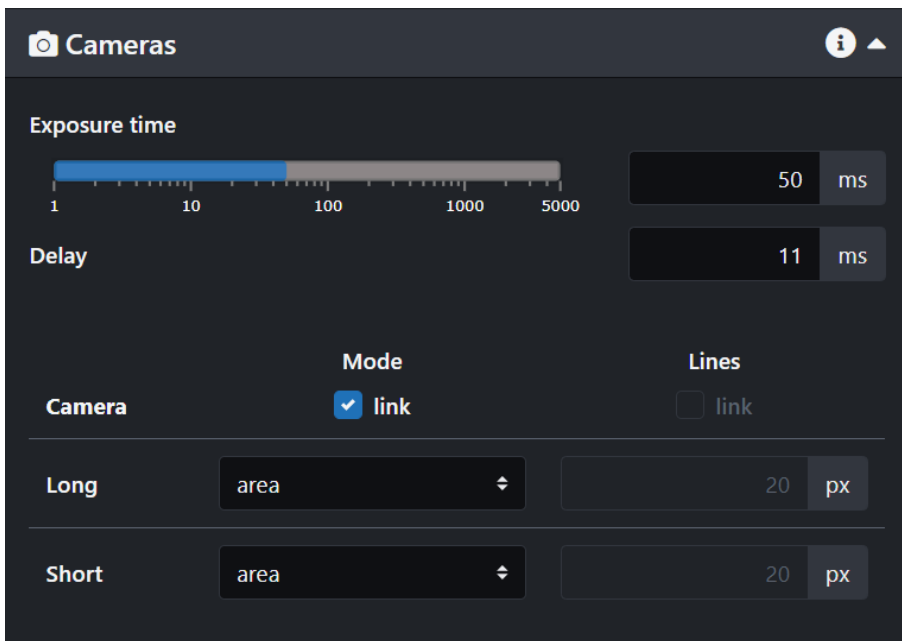 Cameras
Exposure time
50 ms
1 10 100 1000 5000
Delay 11 ms
Mode Lines
Camera link link
Long area 20 px
Short area 20 px